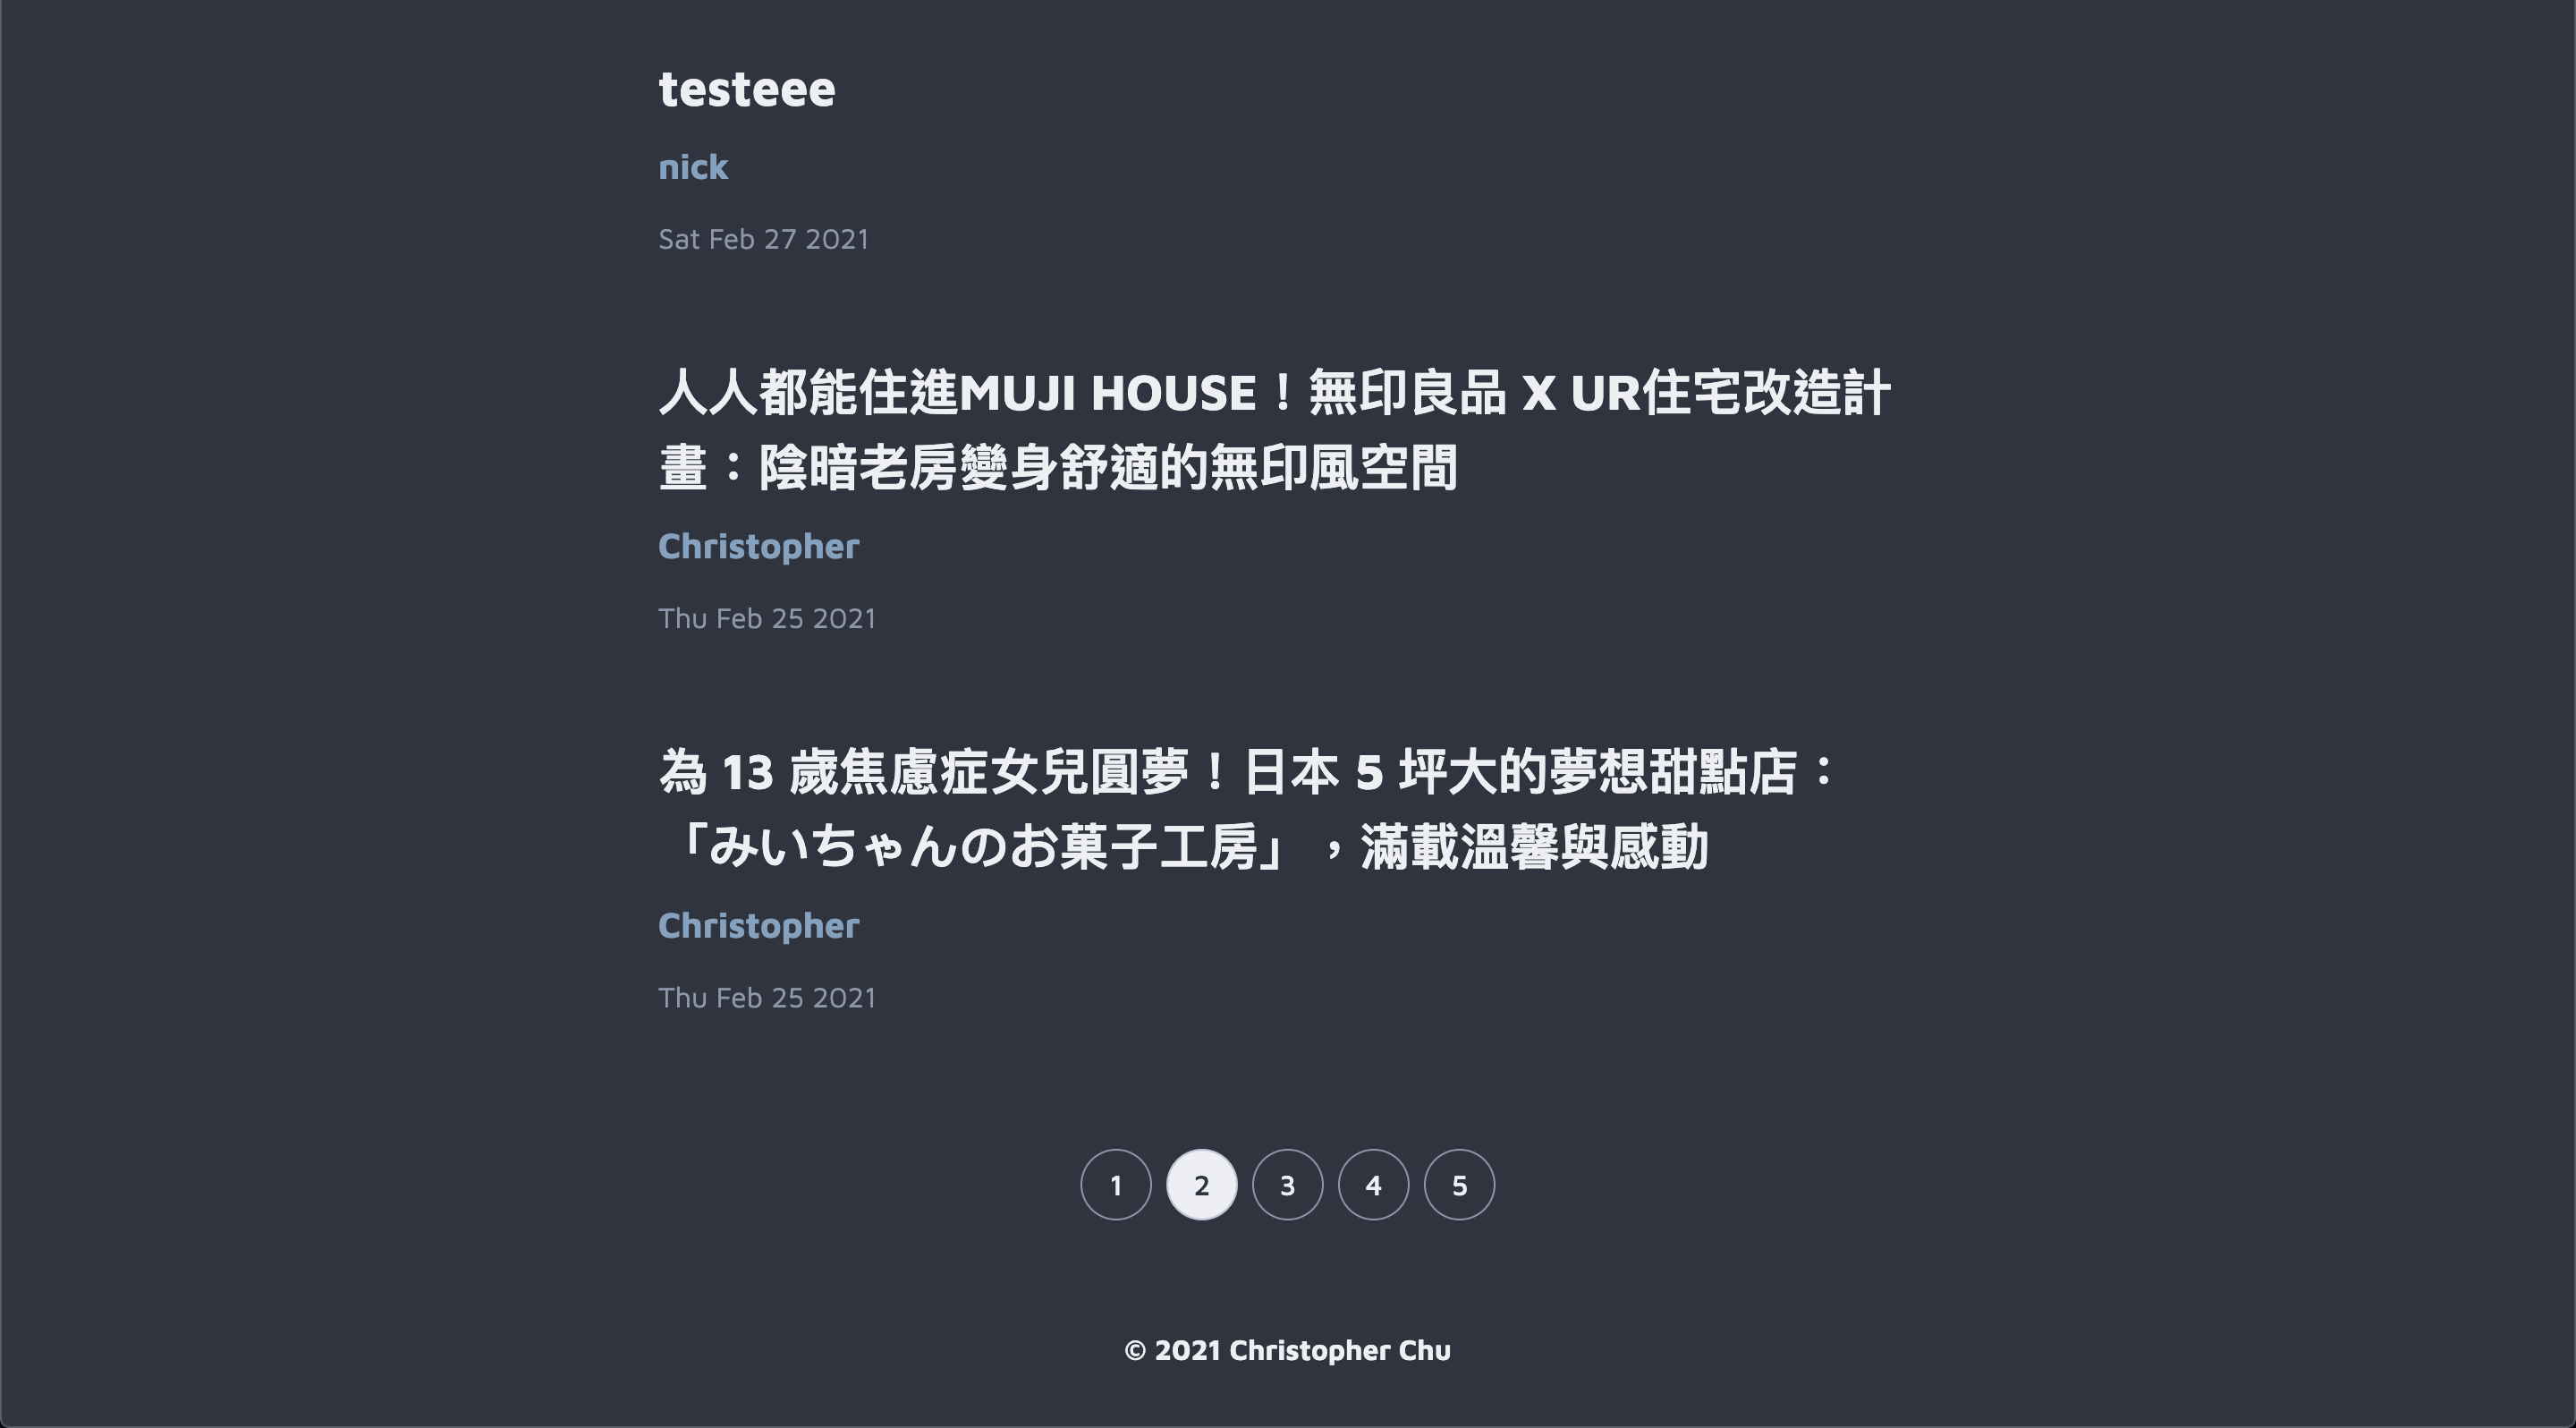 testeee
nick
Sat Feb 27 2021
人人都能住進MUJI HOUSE！無印良品 X UR住宅改造計
畫：陰暗老房變身舒適的無印風空間
Christopher
Thu Feb 25 2021
為 13 歲焦慮症女兒圓夢！日本 5 坪大的夢想甜點店：
「みいちゃんのお菓子工房」，滿載溫馨與感動
Christopher
Thu Feb 25 2021
1 2 3 4 5
© 2021 Christopher Chu